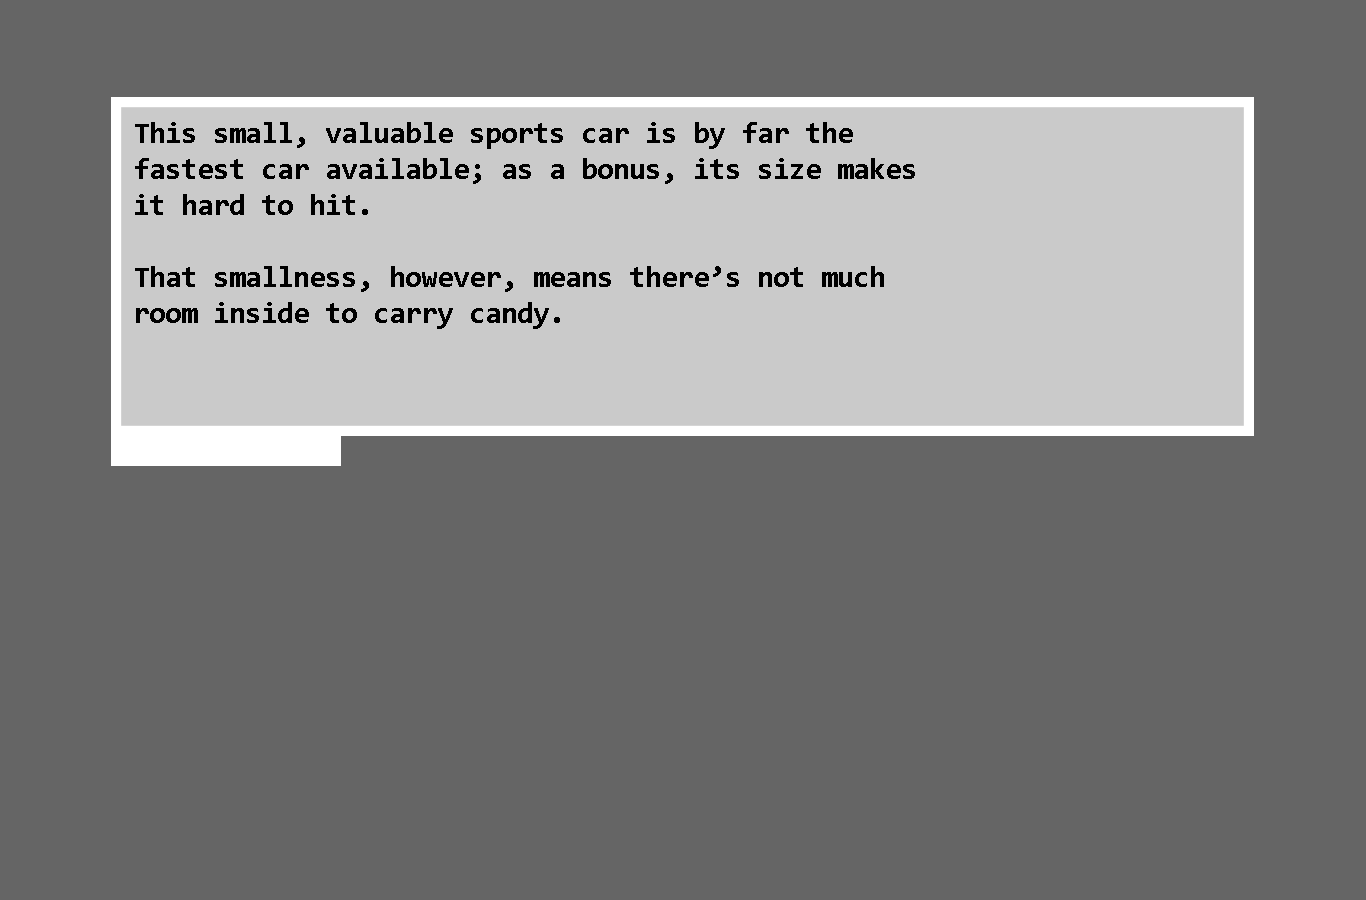 This small, valuable sports car is by far the
fastest car available; as a bonus, its size makes
it hard to hit.
That smallness, however, means there’s not much
room inside to carry candy.